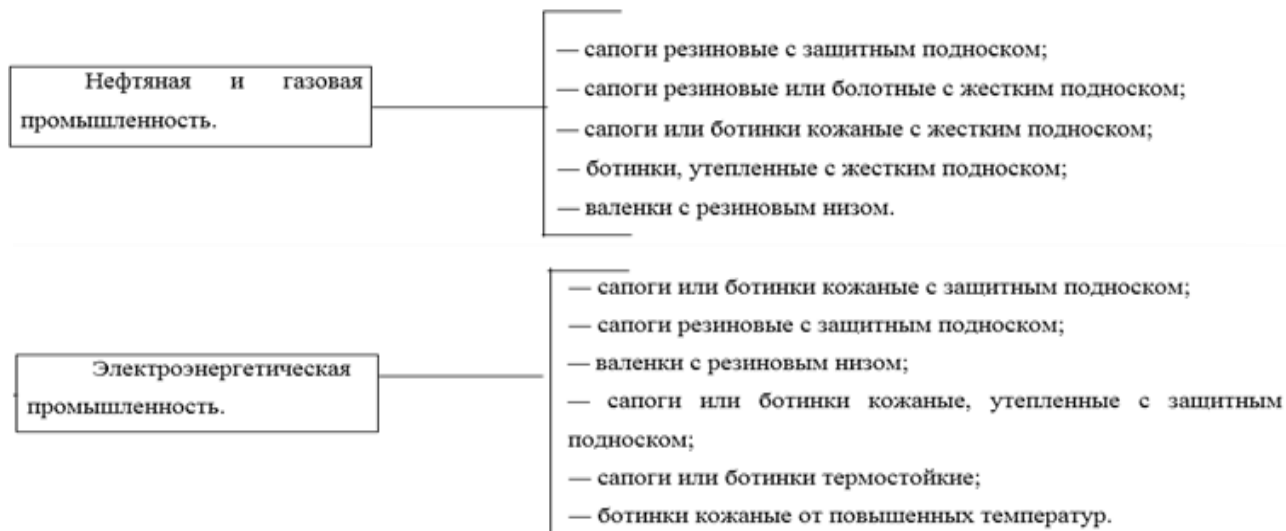 Нефтяная и газовая
промышленность.
— сапоги резиновые с защитным подноском;
— сапоги резиновые или болотные с жестким подноском;
— сапоги или ботинки кожаные с жестким подноском;
— ботинки, утепленные с жестким подноском;
— валенки с резиновым низом.
Электроэнергетическая
промышленность.
— сапоги или ботинки кожаные с защитным подноском;
— сапоги резиновые с защитным подноском;
— валенки с резиновым низом;
— сапоги или ботинки кожаные, утепленные с защитным
подноском;
— сапоги или ботинки термостойкие;
— ботинки кожаные от повышенных температур.